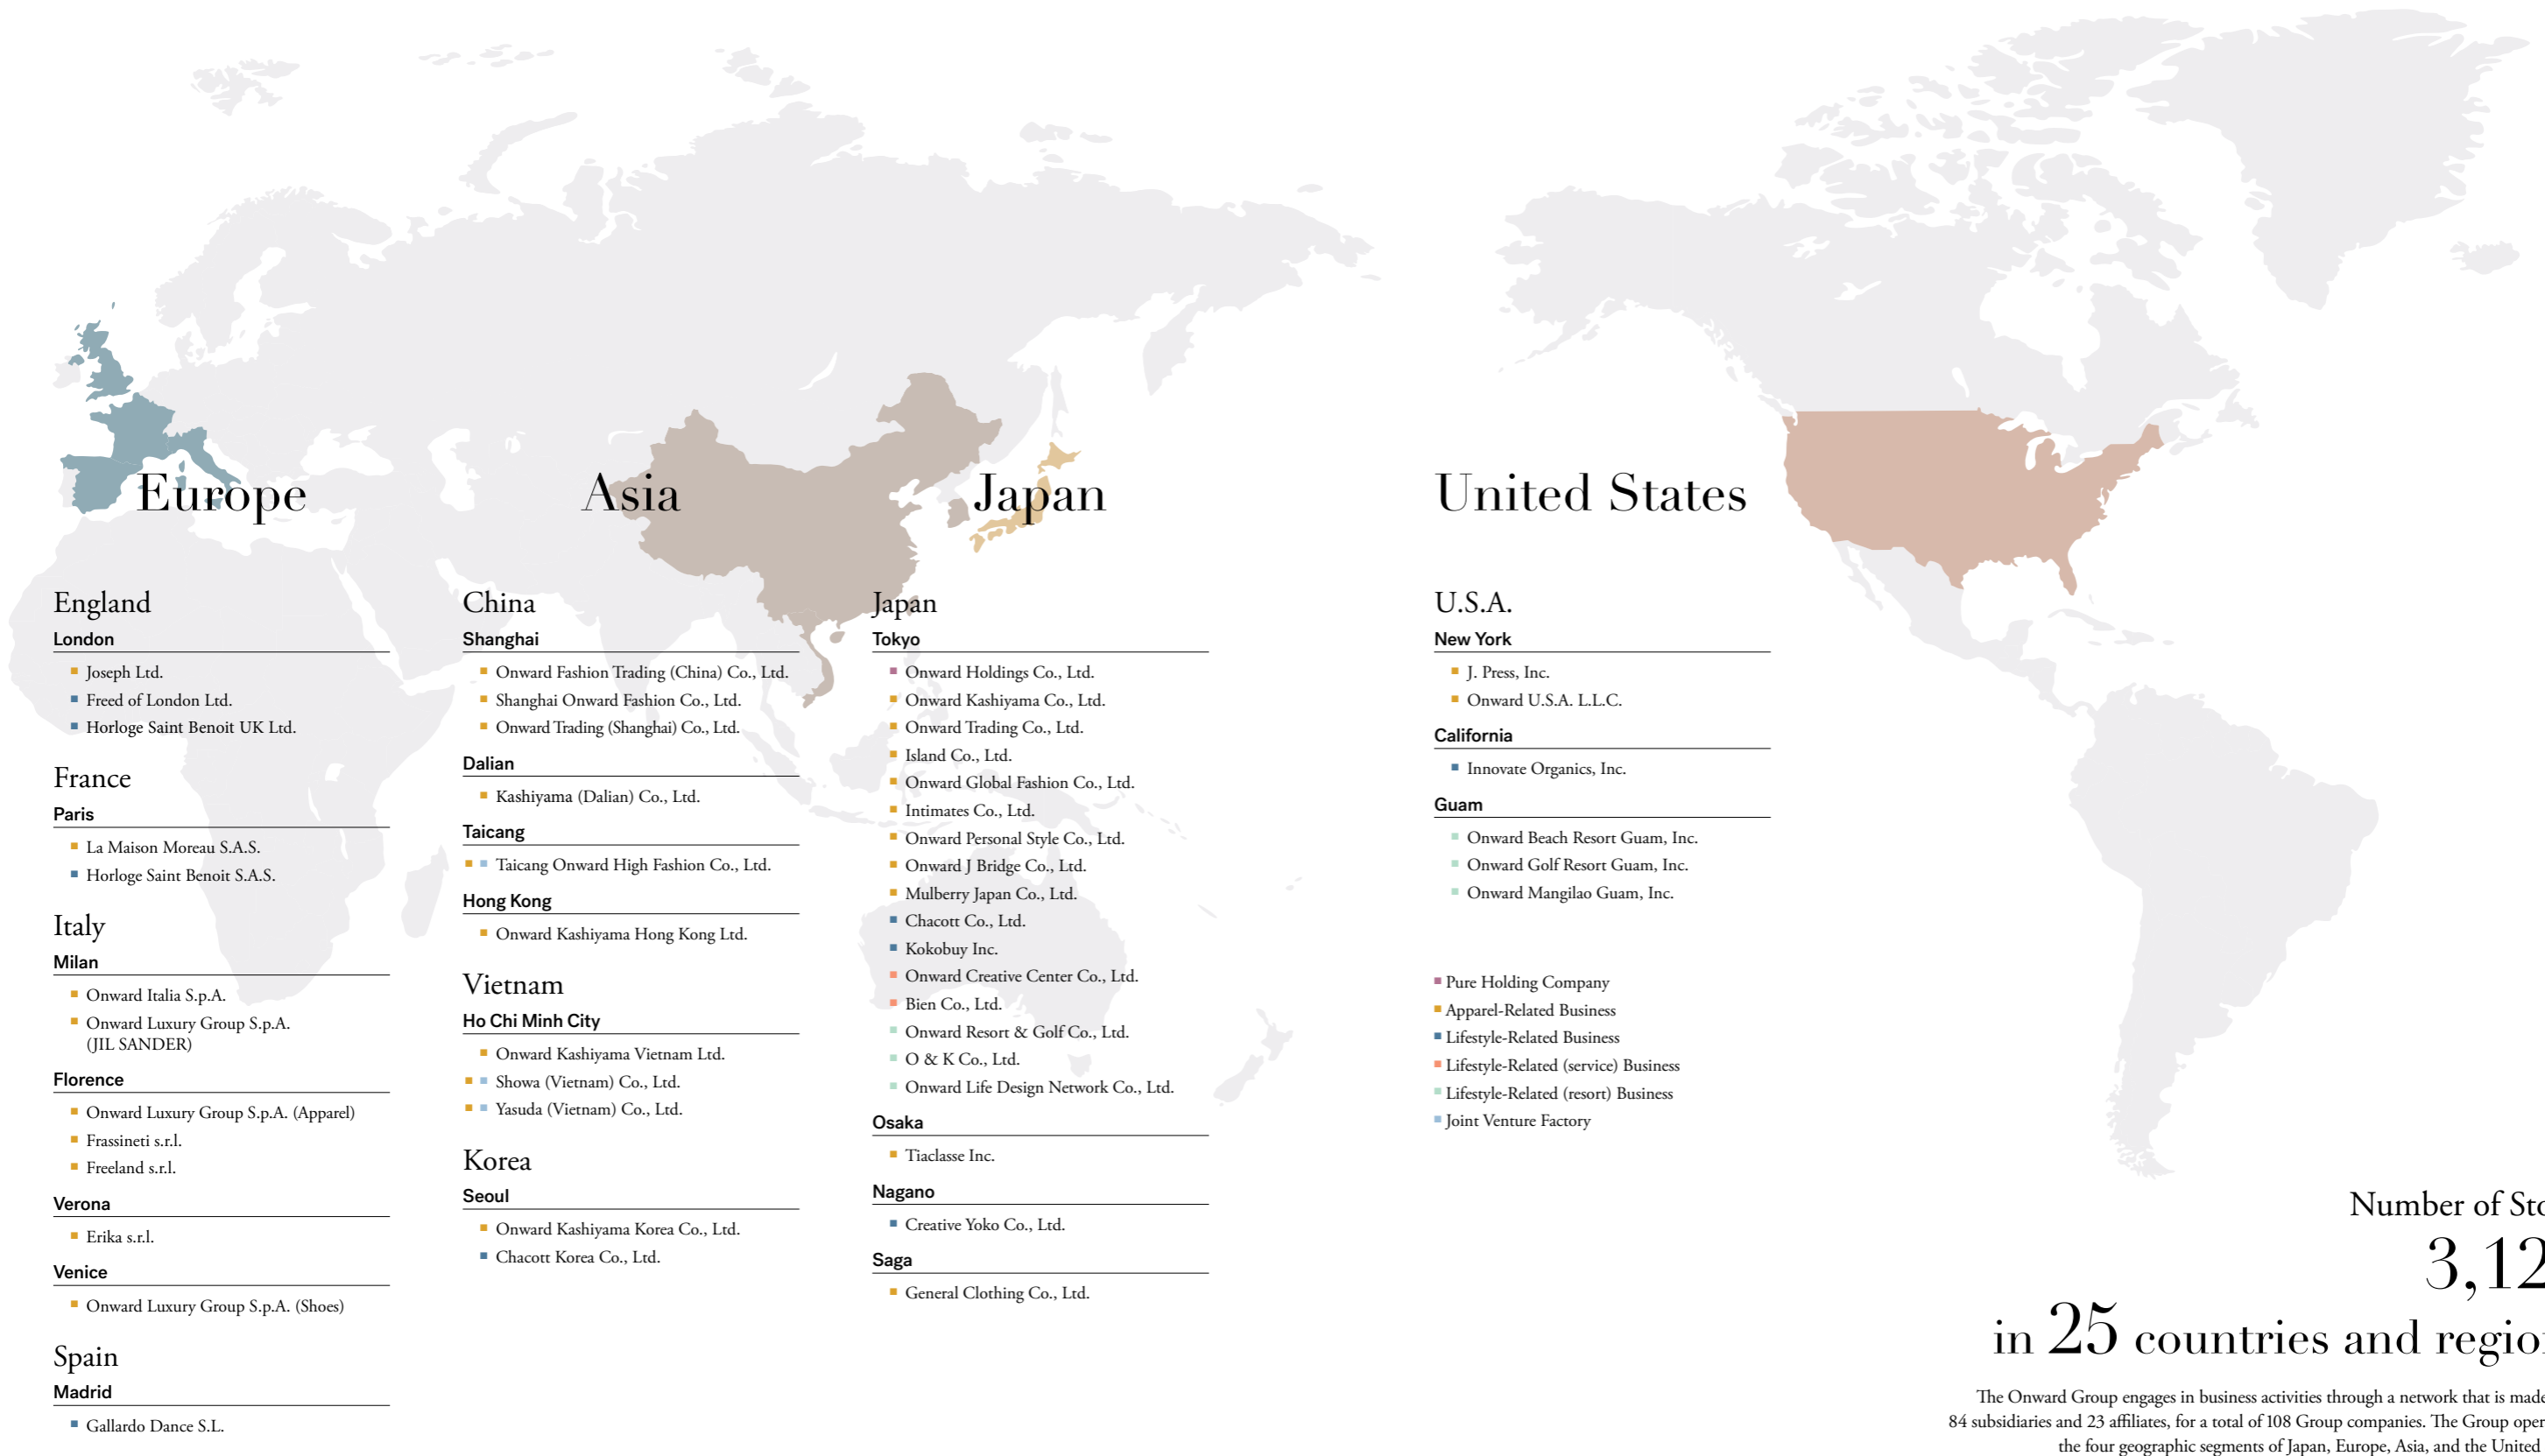 Europe
England
London
Joseph Ltd.
Freed of London Ltd.
Horloge Saint Benoit UK Ltd.
France
Paris
La Maison Moreau S.A.S.
Horloge Saint Benoit S.A.S.
Italy
Milan
Onward Italia S.p.A.
Onward Luxury Group S.p.A.
(JIL SANDER)
Florence
Onward Luxury Group S.p.A. (Apparel)
Frassineti s.r.l.
Freeland s.r.l.
Verona
Erika s.r.l.
Venice
Onward Luxury Group S.p.A. (Shoes)
Spain
Madrid
Gallardo Dance S.L.
Asia
China
Shanghai
Onward Fashion Trading (China) Co., Ltd.
Shanghai Onward Fashion Co., Ltd.
Onward Trading (Shanghai) Co., Ltd.
Dalian
Kashiyama (Dalian) Co., Ltd.
Taicang
Taicang Onward High Fashion Co., Ltd.
Hong Kong
Onward Kashiyama Hong Kong Ltd.
Vietnam
Ho Chi Minh City
Onward Kashiyama Vietnam Ltd.
Showa (Vietnam) Co., Ltd.
Yasuda (Vietnam) Co., Ltd.
Korea
Seoul
Onward Kashiyama Korea Co., Ltd.
Chacott Korea Co., Ltd.
Japan
Japan
Tokyo
Onward Holdings Co., Ltd.
Onward Kashiyama Co., Ltd.
Onward Trading Co., Ltd.
Island Co., Ltd.
Onward Global Fashion Co., Ltd.
Intimates Co., Ltd.
Onward Personal Style Co., Ltd.
Onward J Bridge Co., Ltd.
Mulberry Japan Co., Ltd.
Chacott Co., Ltd.
Kokobuy Inc.
Onward Creative Center Co., Ltd.
Bien Co., Ltd.
Onward Resort & Golf Co., Ltd.
O & K Co., Ltd.
Onward Life Design Network Co., Ltd.
Osaka
Tiaclasse Inc.
Nagano
Creative Yoko Co., Ltd.
Saga
General Clothing Co., Ltd.
United States
U.S.A.
New York
J. Press, Inc.
Onward U.S.A. L.L.C.
California
Innovate Organics, Inc.
Guam
Onward Beach Resort Guam, Inc.
Onward Golf Resort Guam, Inc.
Onward Mangilao Guam, Inc.
Pure Holding Company
Apparel-Related Business
Lifestyle-Related Business
Lifestyle-Related (service) Business
Lifestyle-Related (resort) Business
Joint Venture Factory
Number of
3,12
in 25 countries and
The Onward Group engages in business activities through a network that is made
84 subsidiaries and 23 affiliates, for a total of 108 Group companies. The Group
the four geographic segments of Japan, Europe, Asia, and the United